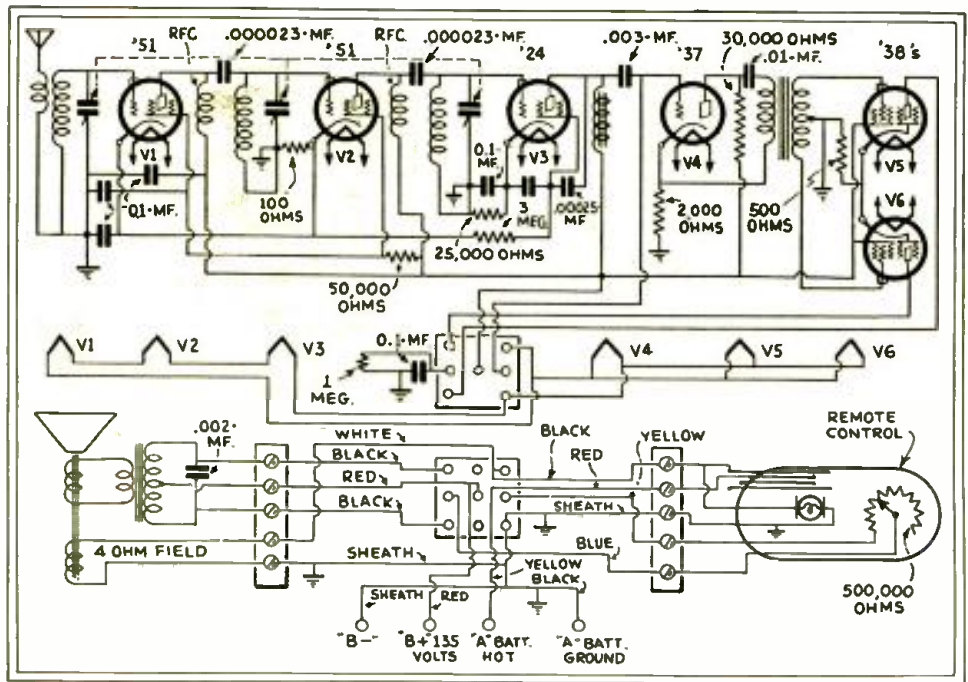 '51
RFC.
.000023·MF.
'51
RFC.
.000023·MF.
'24
.003·MF.
'37
30,000 OHMS
.01·MF.
'38's
V1
V2
V3
V4
V5
V6
0.1·
MF.
100
OHMS
3
MEG.
.00025
MF
25,000 OHMS
2,000
OHMS
500
OHMS
50,000
OHMS
V1
V2
V3
0.1·MF
1
MEG.
V4
V5
V6
.002·
MF.
WHITE
BLACK
RED
BLACK
BLACK
RED
YELLOW
REMOTE
CONTROL
SHEATH
4 OHM FIELD
SHEATH
BLUE
YELLOW
BLACK
SHEATH
RED
500,000
OHMS
"B-"
"B+" 135
VOLTS
"A" BATT.
HOT
"A" BATT.
GROUND